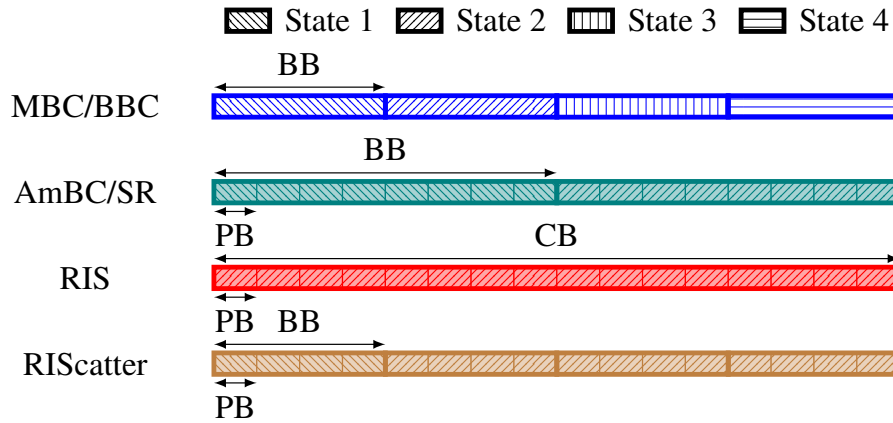 State 1 State 2 State 3 State 4
BB
MBC/BBC
BB
AmBC/SR
PB
CB
RIS
PB BB
RIScatter
PB